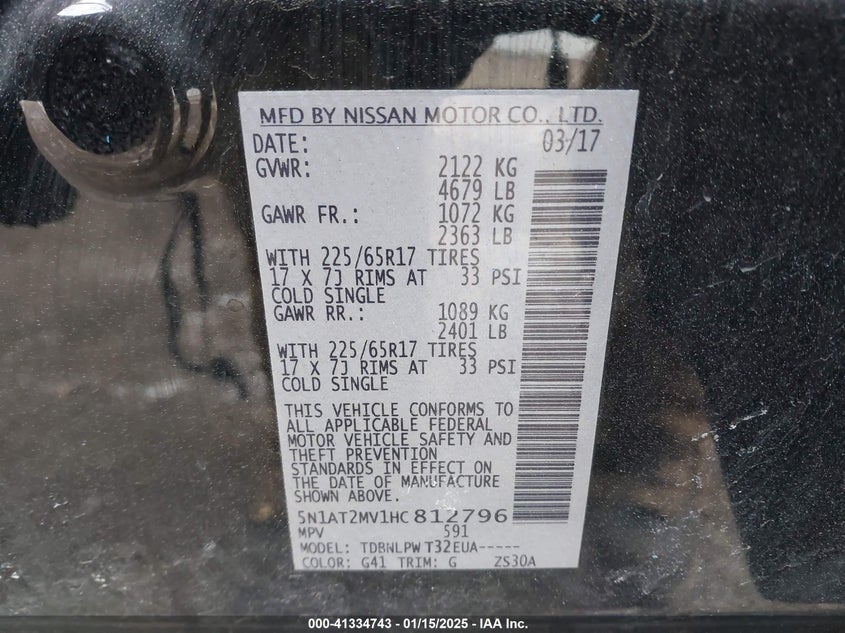 MFD BY NISSAN MOTOR CO., LTD.
DATE: 03/17
GVWR: 2122 KG
4679 LB
GAWR FR.: 1072 KG
2363 LB
WITH 225/65R17 TIRES
17 X 7J RIMS AT 33 PSI
COLD SINGLE
GAWR RR.: 1089 KG
2401 LB
WITH 225/65R17 TIRES
17 X 7J RIMS AT 33 PSI
COLD SINGLE
THIS VEHICLE CONFORMS TO
ALL APPLICABLE FEDERAL
MOTOR VEHICLE SAFETY AND
THEFT PREVENTION
STANDARDS IN EFFECT ON
THE DATE OF MANUFACTURE
SHOWN ABOVE.
5N1AT2MV1HC812796
MPV 591
MODEL: TDBNLPW T32EUA-----
COLOR: G41 TRIM: G ZS30A
000-41334743 - 01/15/2025 - IAA Inc.